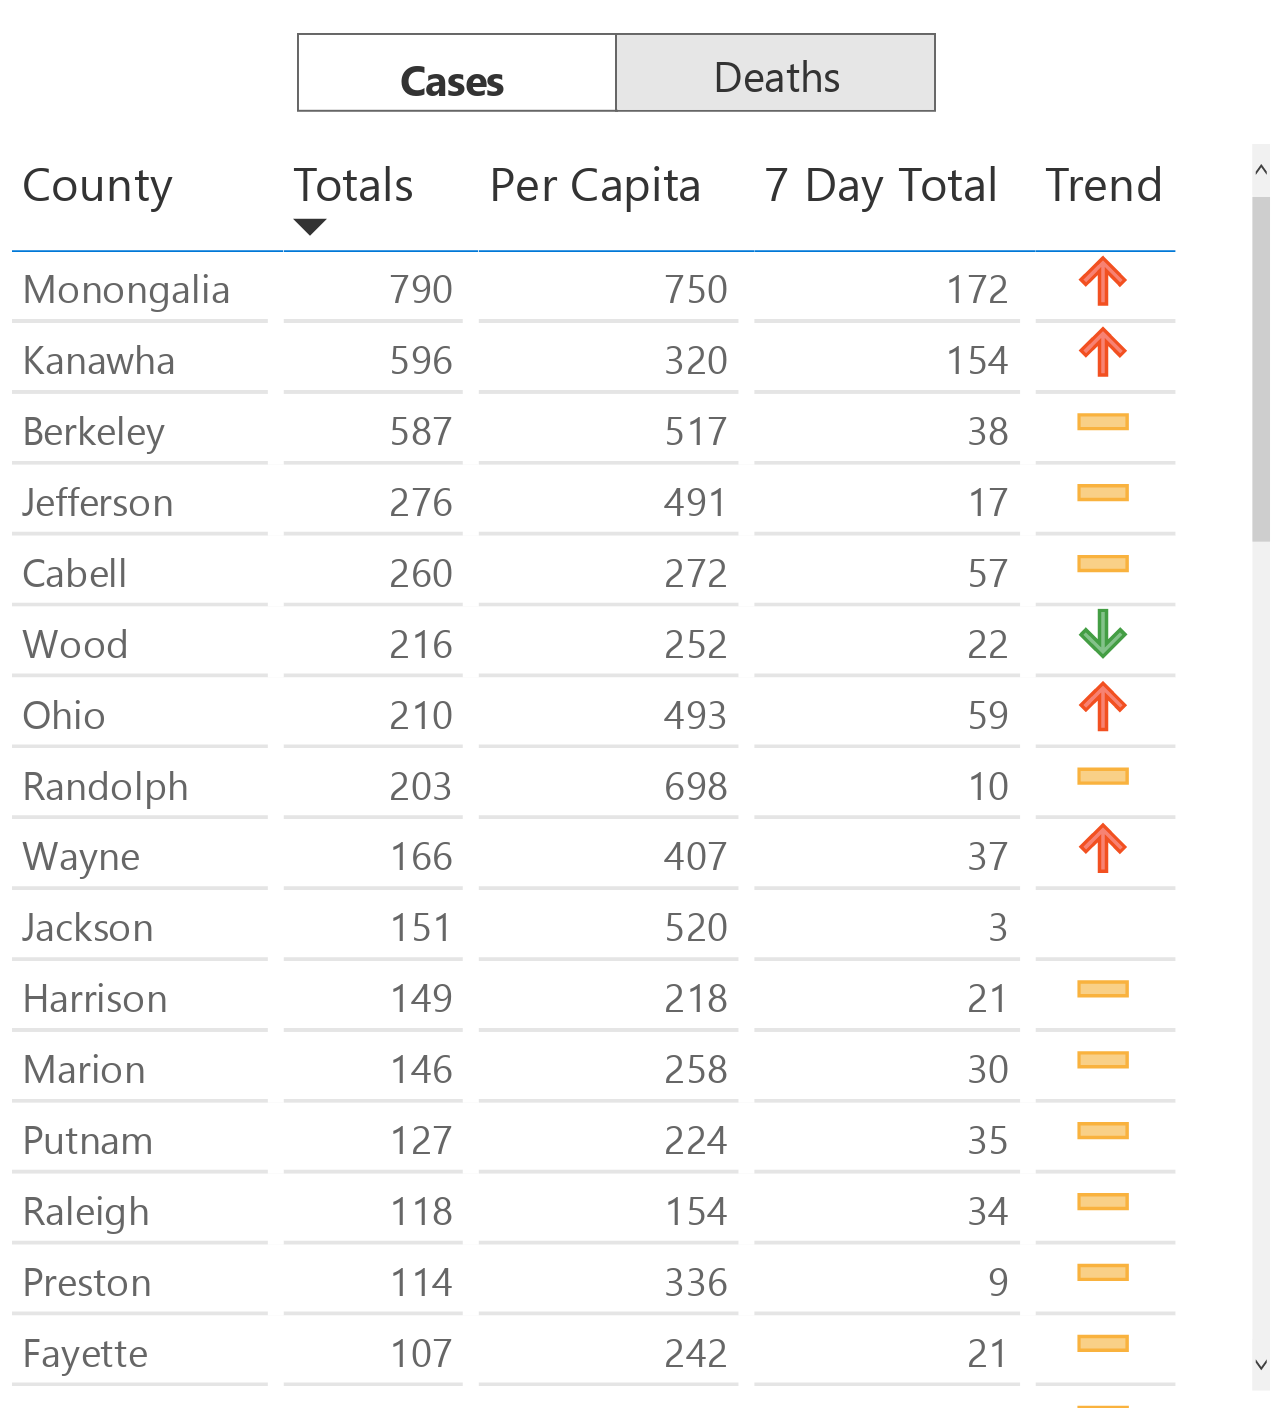 Cases Deaths
County Totals Per Capita 7 Day Total Trend
Monongalia 790 750 172
Kanawha 596 320 154
Berkeley 587 517 38
Jefferson 276 491 17
Cabell 260 272 57
Wood 216 252 22
Ohio 210 493 59
Randolph 203 698 10
Wayne 166 407 37
Jackson 151 520 3
Harrison 149 218 21
Marion 146 258 30
Putnam 127 224 35
Raleigh 118 154 34
Preston 114 336 9
Fayette 107 242 21